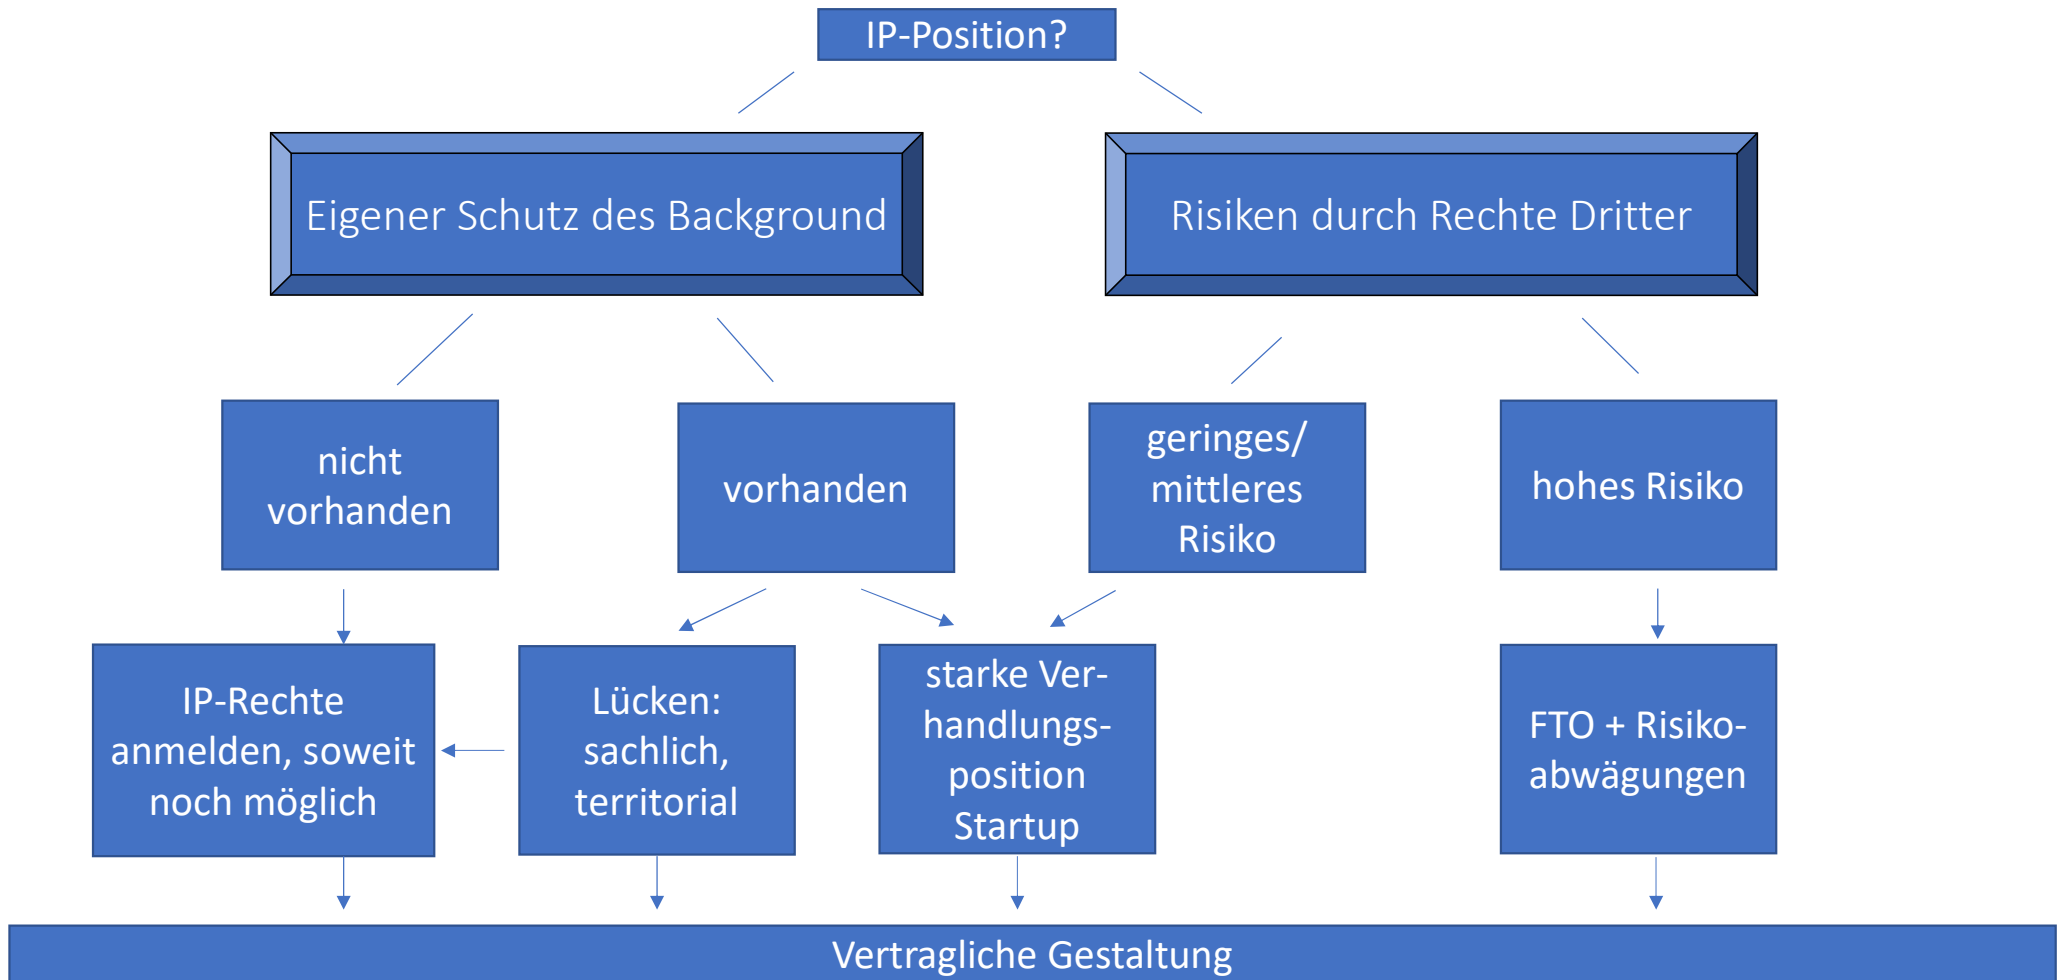 IP-Position?
Eigener Schutz des Background
Risiken durch Rechte Dritter
nicht
vorhanden
vorhanden
geringes/
mittleres
Risiko
hohes Risiko
IP-Rechte
anmelden, soweit
noch möglich
Lücken:
sachlich,
territorial
starke Ver-
handlungs-
position
Startup
FTO + Risiko-
abwägungen
Vertragliche Gestaltung